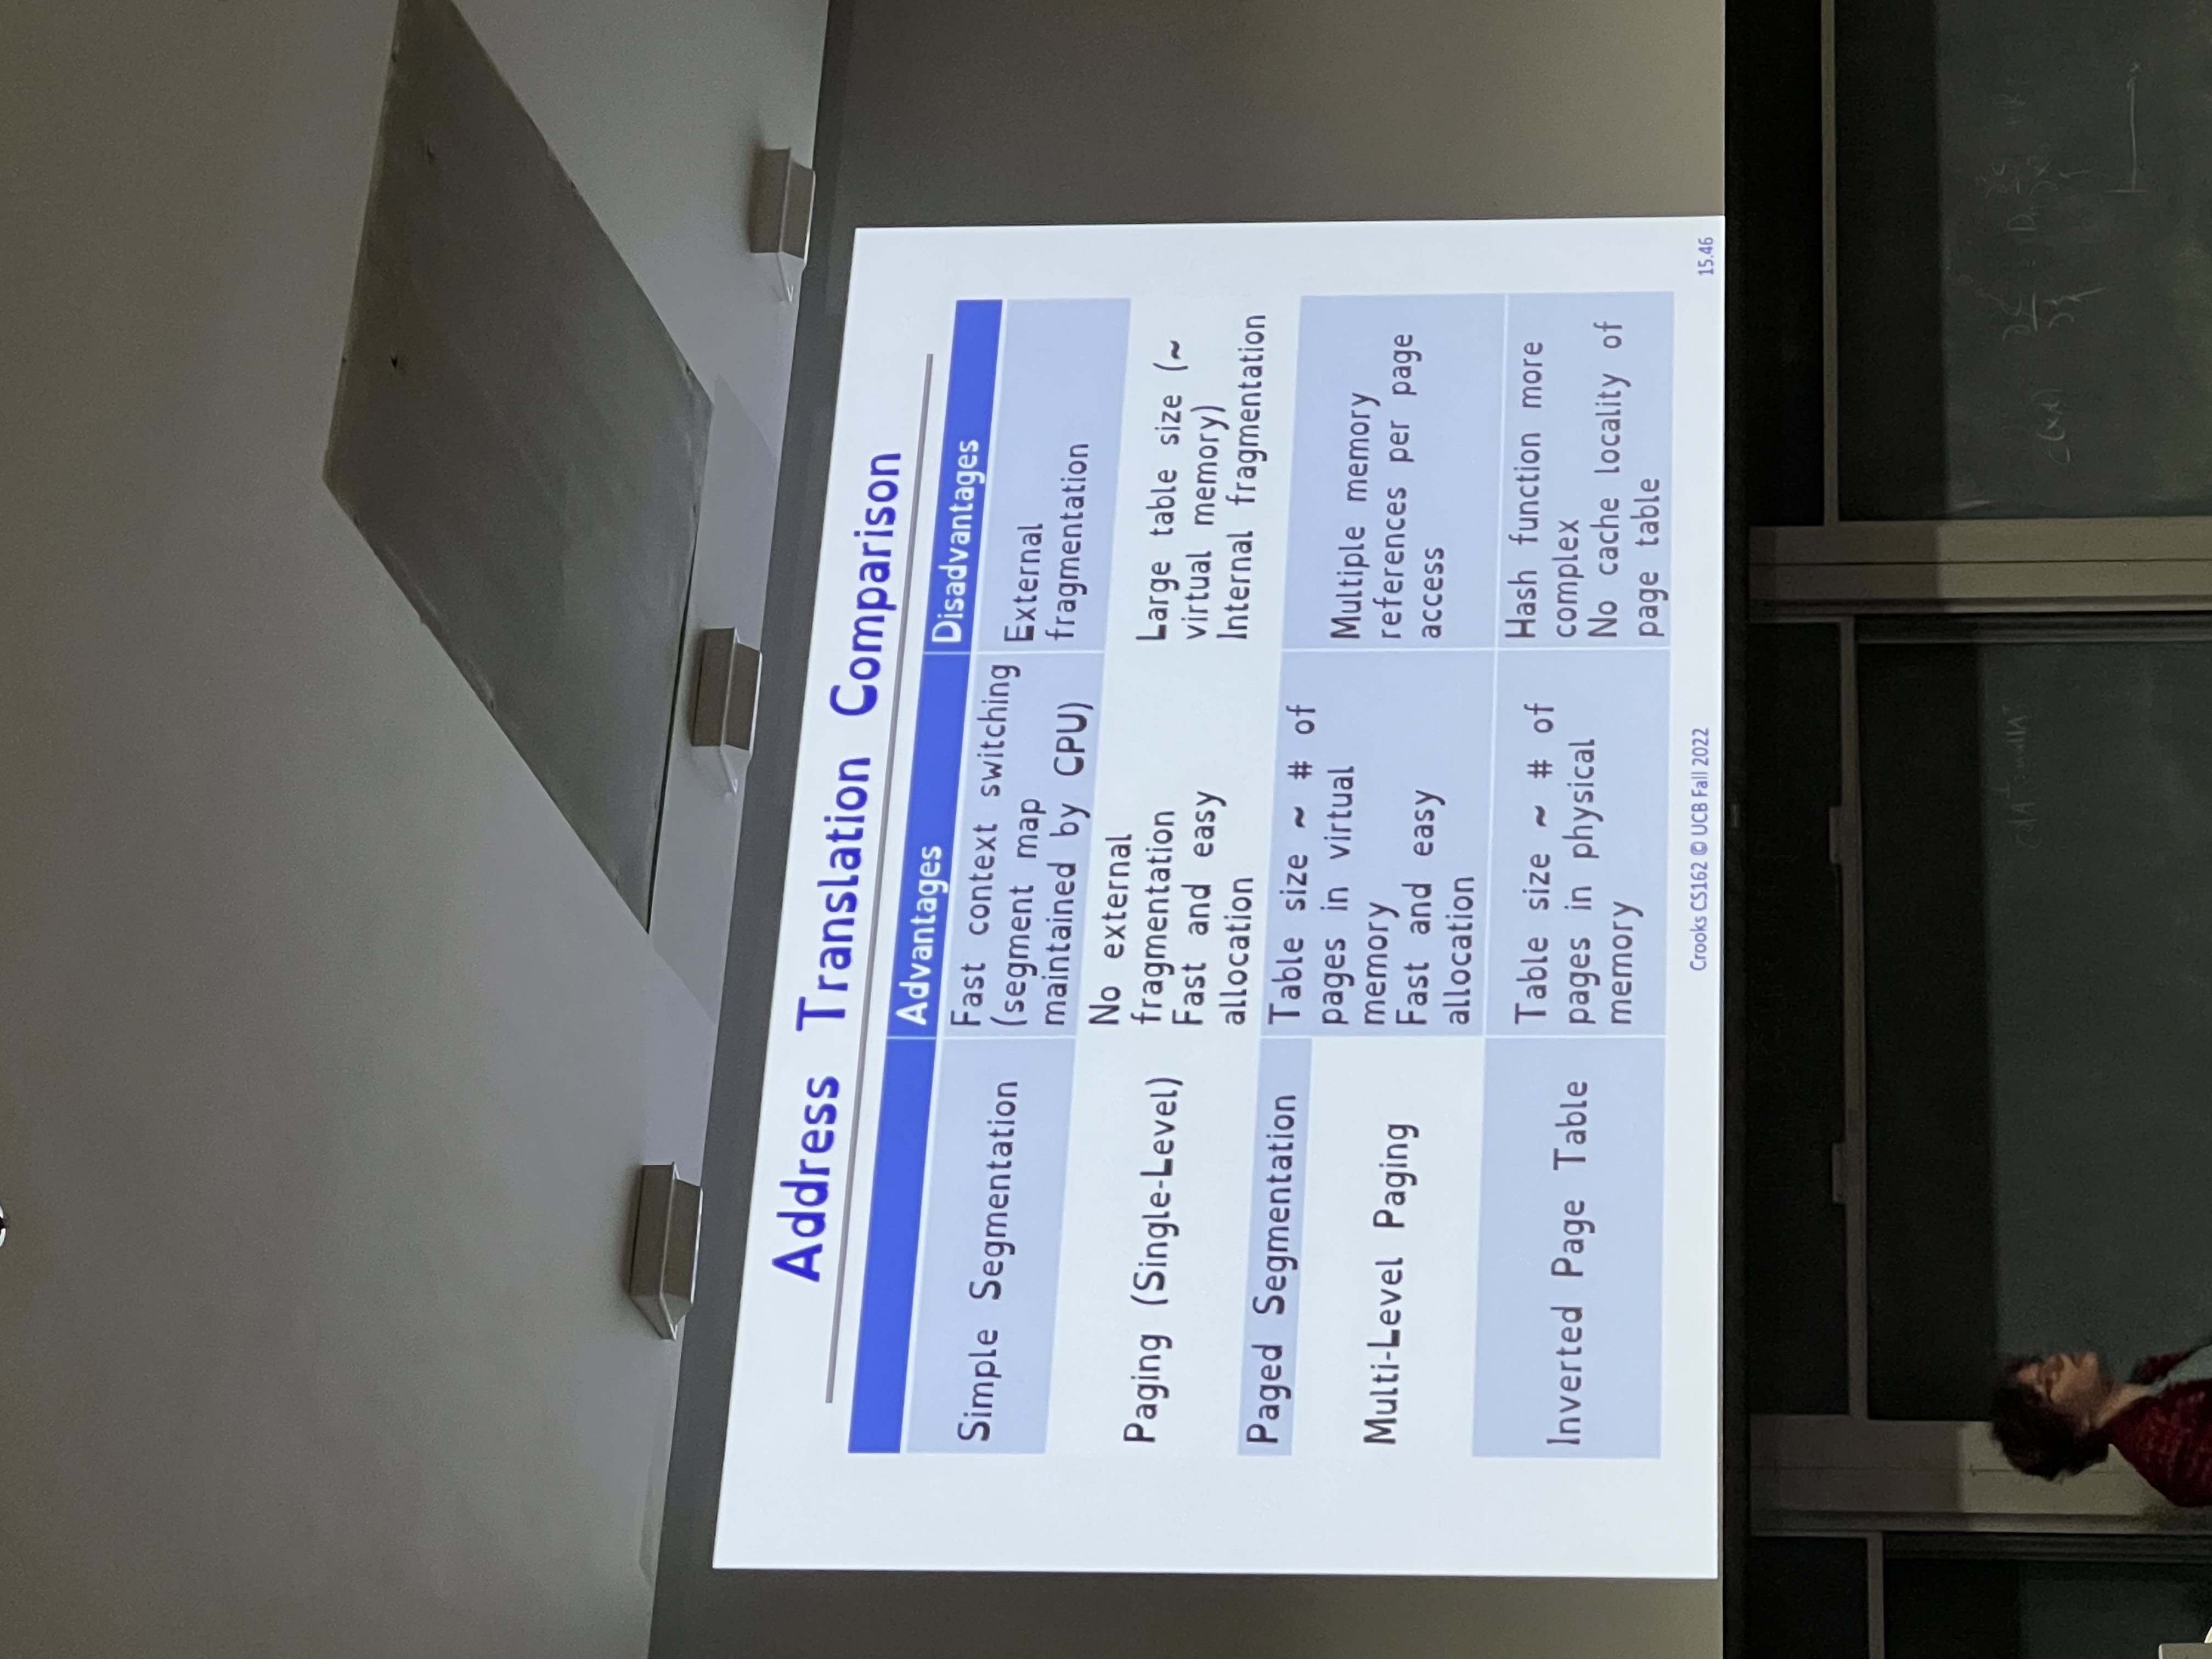 Address Translation Comparison
Advantages
Disadvantages
Simple Segmentation
Fast context switching
(segment map
maintained by CPU)
External
fragmentation
Paging (Single-Level)
No external
fragmentation
Fast and easy
allocation
Large table size (~
virtual memory)
Internal fragmentation
Paged Segmentation
Multi-Level Paging
Table size ~ # of
pages in virtual
memory
Fast and easy
allocation
Multiple memory
references per page
access
Inverted Page Table
Table size ~ # of
pages in physical
memory
Hash function more
complex
No cache locality of
page table
Crooks CS162 © UCB Fall 2022
15.46